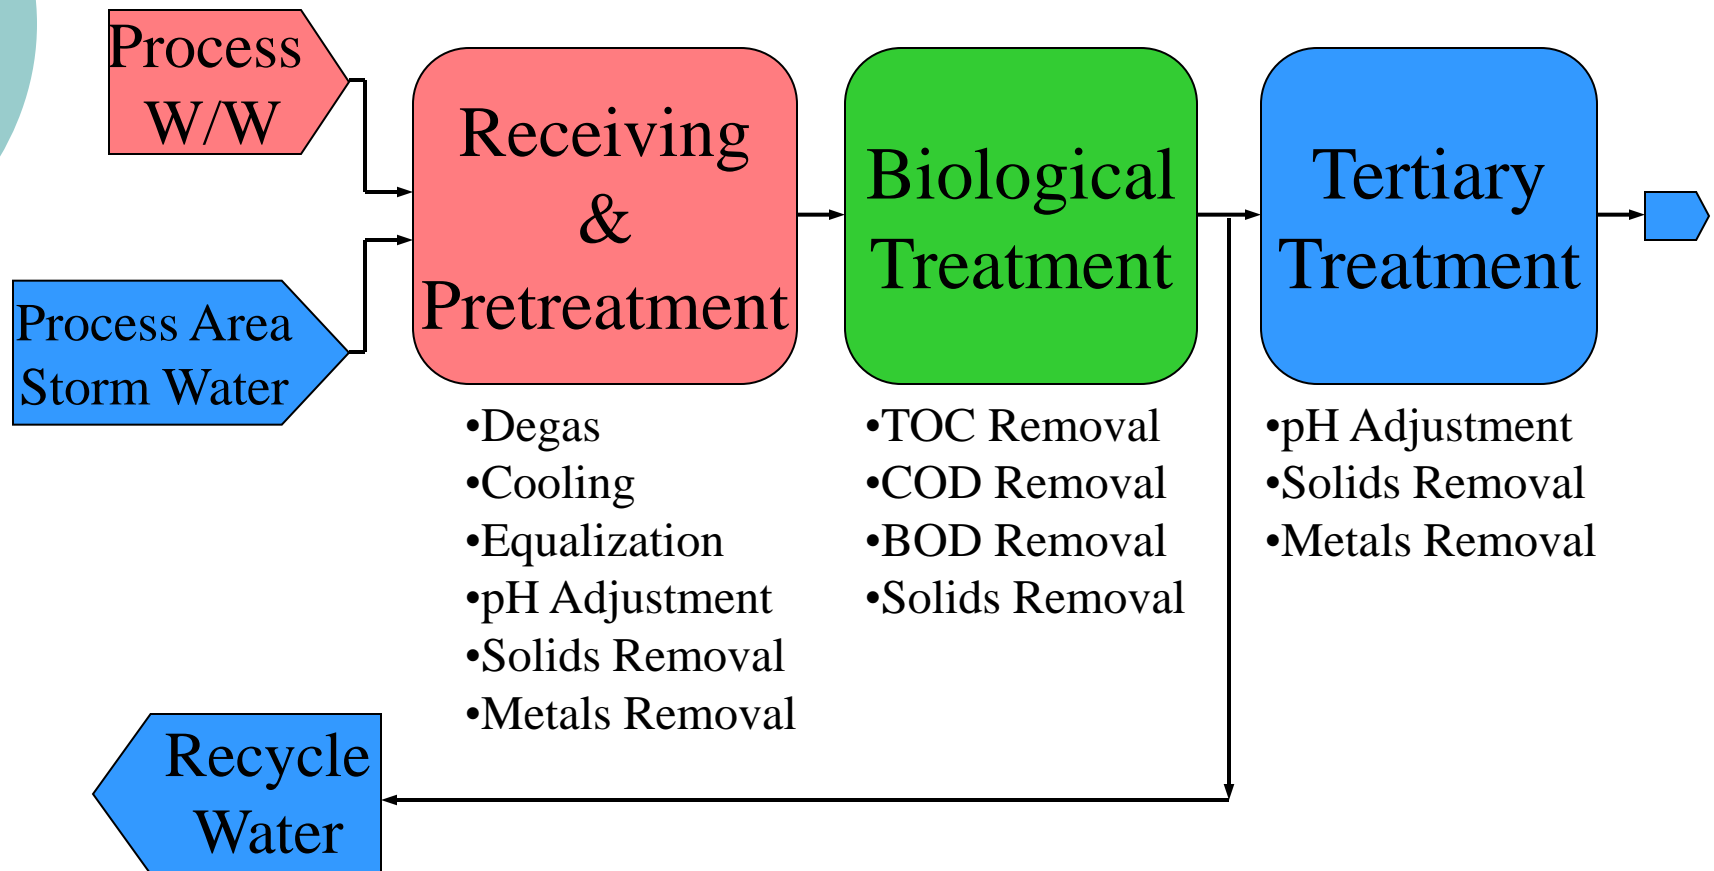 Process
W/W
Process Area
Storm Water
Receiving
&
Pretreatment
•Degas
•Cooling
•Equalization
•pH Adjustment
•Solids Removal
•Metals Removal
Biological
Treatment
•TOC Removal
•COD Removal
•BOD Removal
•Solids Removal
Tertiary
Treatment
•pH Adjustment
•Solids Removal
•Metals Removal
Recycle
Water